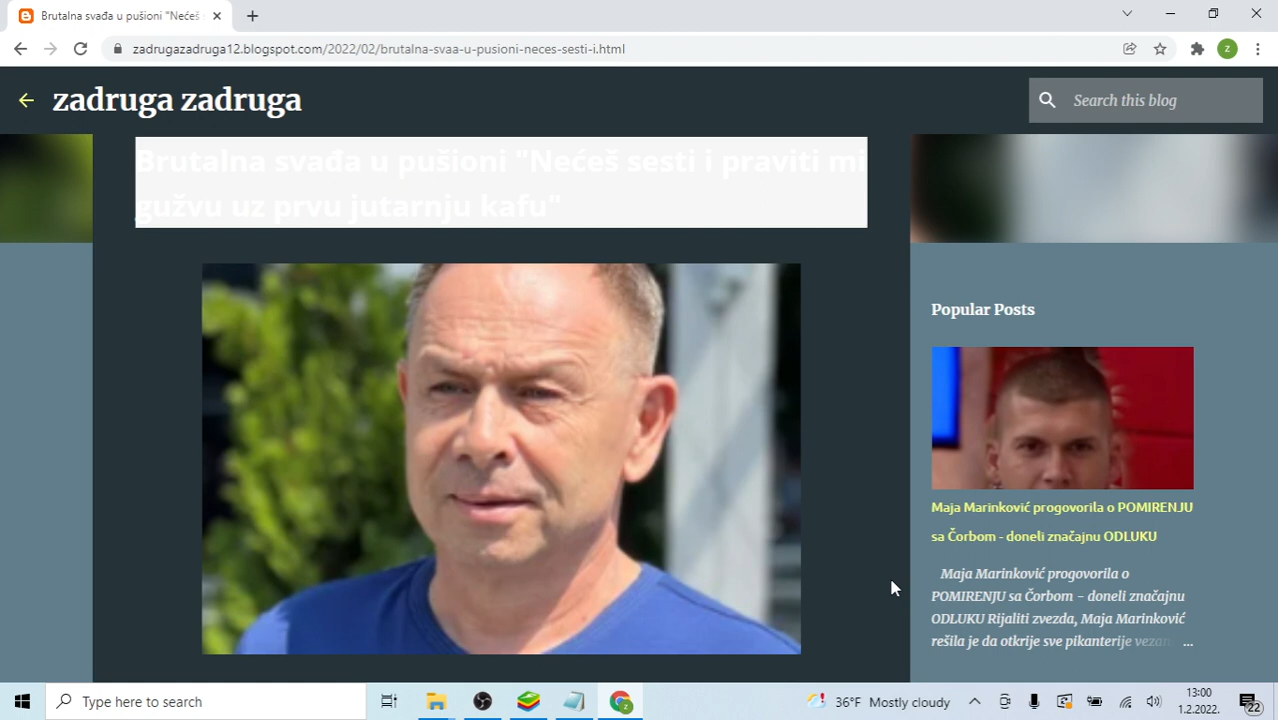 Brutalna svađa u pušioni "Nećeš s
zadrugazadruga12.blogspot.com/2022/02/brutalna-svaa-u-pusioni-neces-sesti-i.html
z
zadruga zadruga
Search this blog
Brutalna svađa u pušioni "Nećeš sesti i praviti mi
gužvu uz prvu jutarnju kafu"
Popular Posts
Maja Marinković progovorila o POMIRENJU
sa Čorbom - doneli značajnu ODLUKU
Maja Marinković progovorila o
POMIRENJU sa Čorbom – doneli značajnu
ODLUKU Rijaliti zvezda, Maja Marinković
rešila je da otkrije sve pikanterije vezan ...
Type here to search
z
36°F Mostly cloudy
13:00
1.2.2022.
22